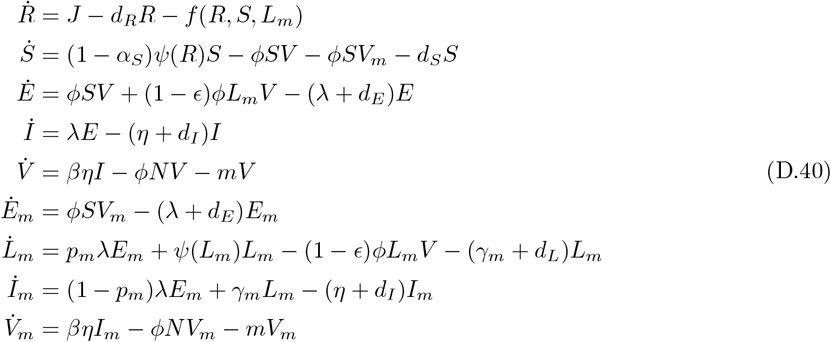 Ṙ = J − d_R R − f(R, S, L_m)
Ṡ = (1 − α_S)ψ(R)S − ϕSV − ϕSV_m − d_S S
Ė = ϕSV + (1 − ϵ)ϕL_m V − (λ + d_E)E
İ = λE − (η + d_I)I
V̇ = βηI − ϕNV − mV (D.40)
Ė_m = ϕSV_m − (λ + d_E)E_m
L̇_m = p_m λE_m + ψ(L_m)L_m − (1 − ϵ)ϕL_m V − (γ_m + d_L)L_m
İ_m = (1 − p_m)λE_m + γ_m L_m − (η + d_I)I_m
V̇_m = βηI_m − ϕNV_m − mV_m